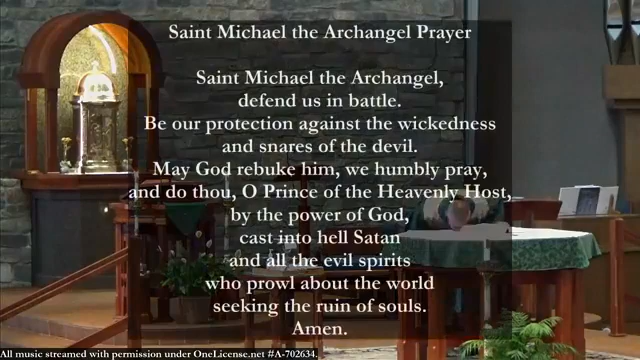 Saint Michael the Archangel Prayer
Saint Michael the Archangel,
defend us in battle.
Be our protection against the wickedness
and snares of the devil.
May God rebuke him, we humbly pray,
and do thou, O Prince of the Heavenly Host,
by the power of God,
cast into hell Satan
and all the evil spirits
who prowl about the world
seeking the ruin of souls.
Amen.
All music streamed with permission under OneLicense.net #A-702634.